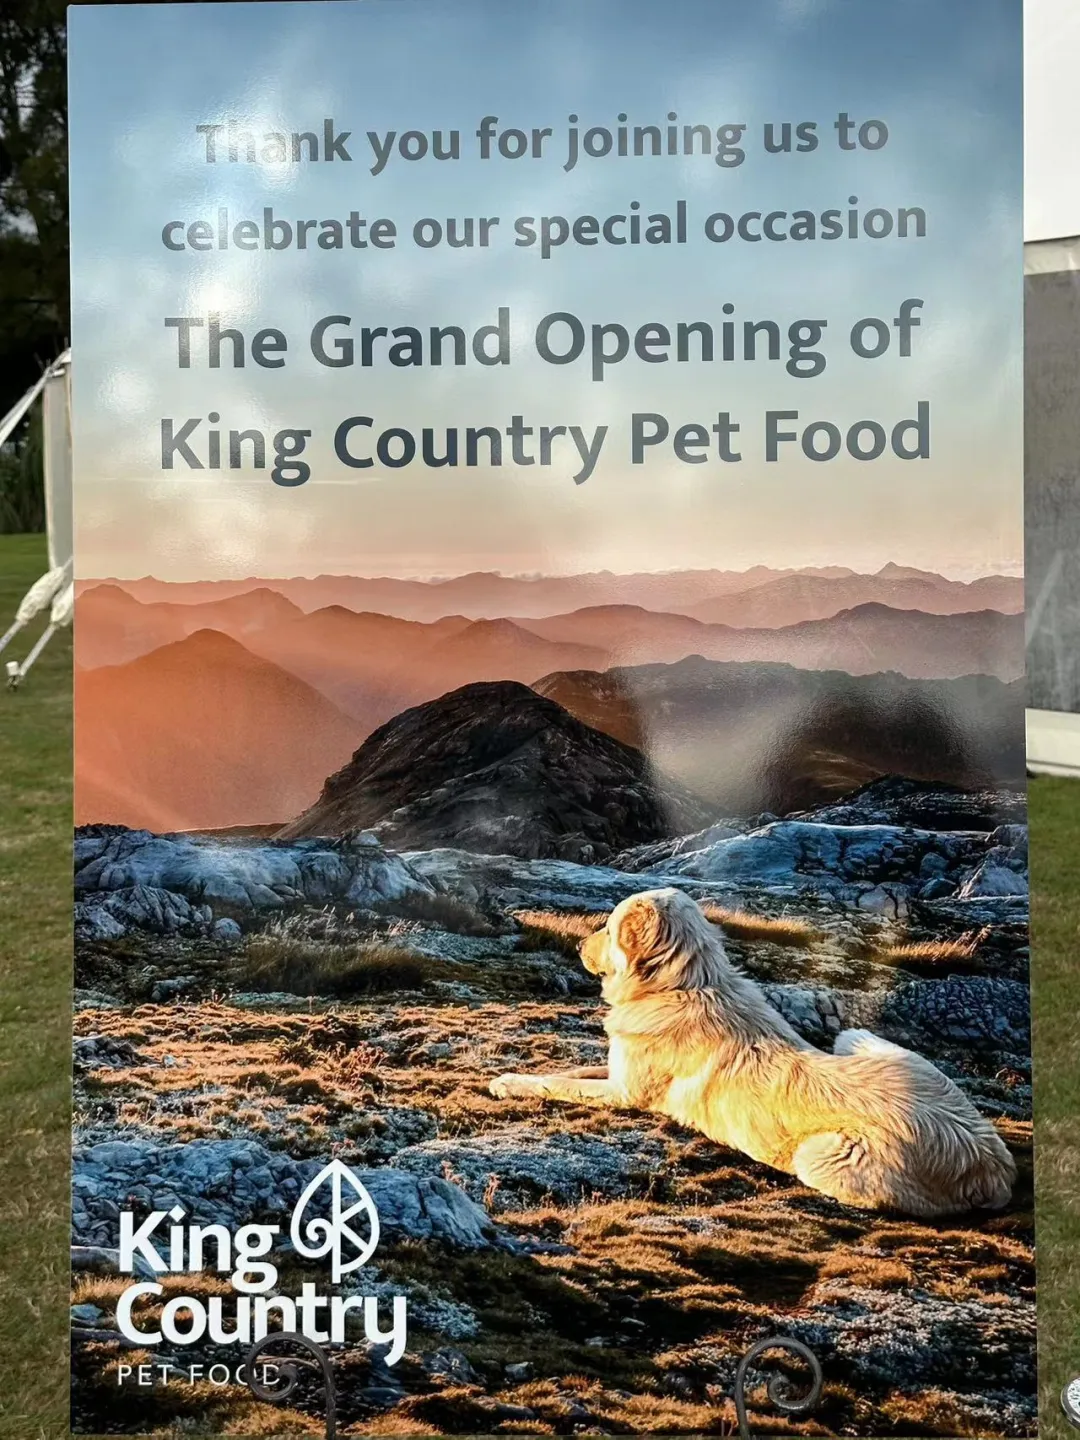 Thank you for joining us to
celebrate our special occasion
The Grand Opening of
King Country Pet Food
King
Country
PET FOOD